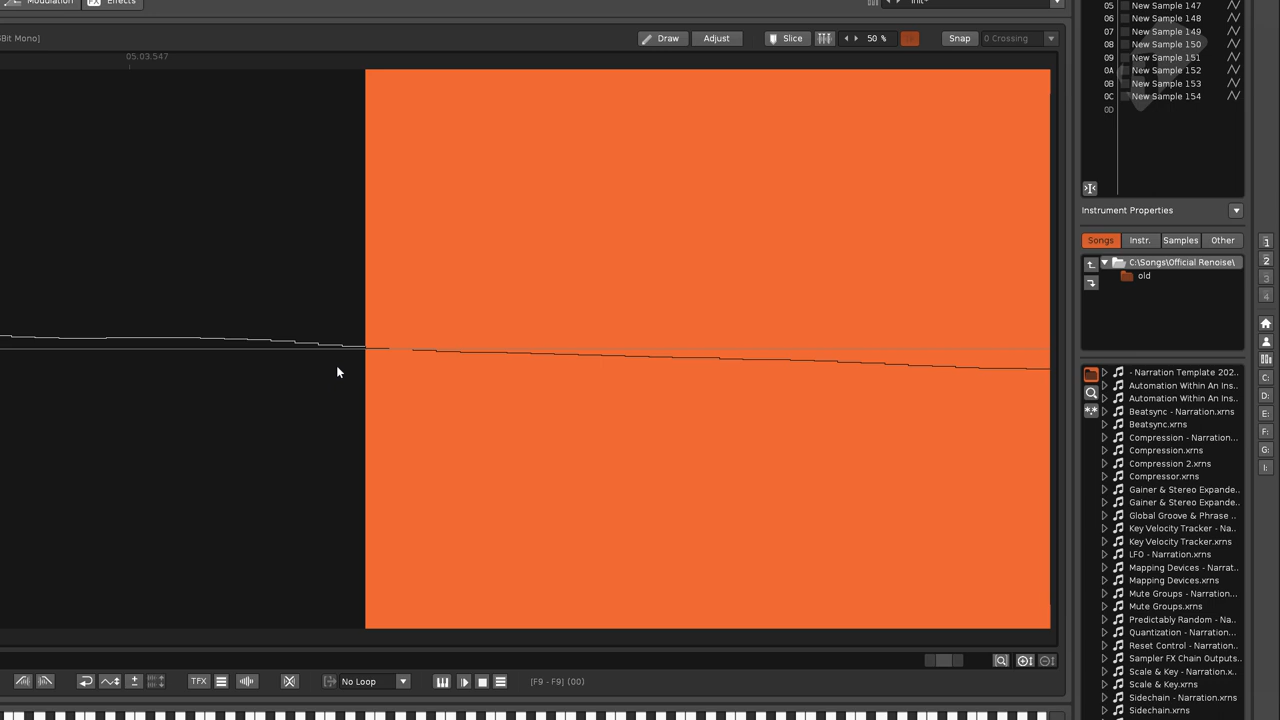 Modulation FX Effects
Bit Mono]
Draw Adjust Slice 50 % Snap 0 Crossing
05.03.547
05 New Sample 147
06 New Sample 148
07 New Sample 149
08 New Sample 150
09 New Sample 151
0A New Sample 152
0B New Sample 153
0C New Sample 154
0D
Instrument Properties
Songs Instr. Samples Other
C:\Songs\Official Renoise\
old
1
2
3
4
C:
D:
E:
F:
G:
I:
- Narration Template 202..
Automation Within An Ins..
Automation Within An Ins..
Beatsync - Narration.xrns
Beatsync.xrns
Compression - Narration...
Compression.xrns
Compression 2.xrns
Compressor.xrns
Gainer & Stereo Expande..
Gainer & Stereo Expande..
Global Groove & Phrase ..
Key Velocity Tracker - Na..
Key Velocity Tracker.xrns
LFO - Narration.xrns
Mapping Devices - Narrat..
Mapping Devices.xrns
Mute Groups - Narration...
Mute Groups.xrns
Predictably Random - Na..
Quantization - Narration...
Reset Control - Narration..
Sampler FX Chain Outputs..
Scale & Key - Narration.x..
Scale & Key.xrns
Sidechain - Narration.xrns
Sidechain.xrns
TFX No Loop [F9 - F9] (00)